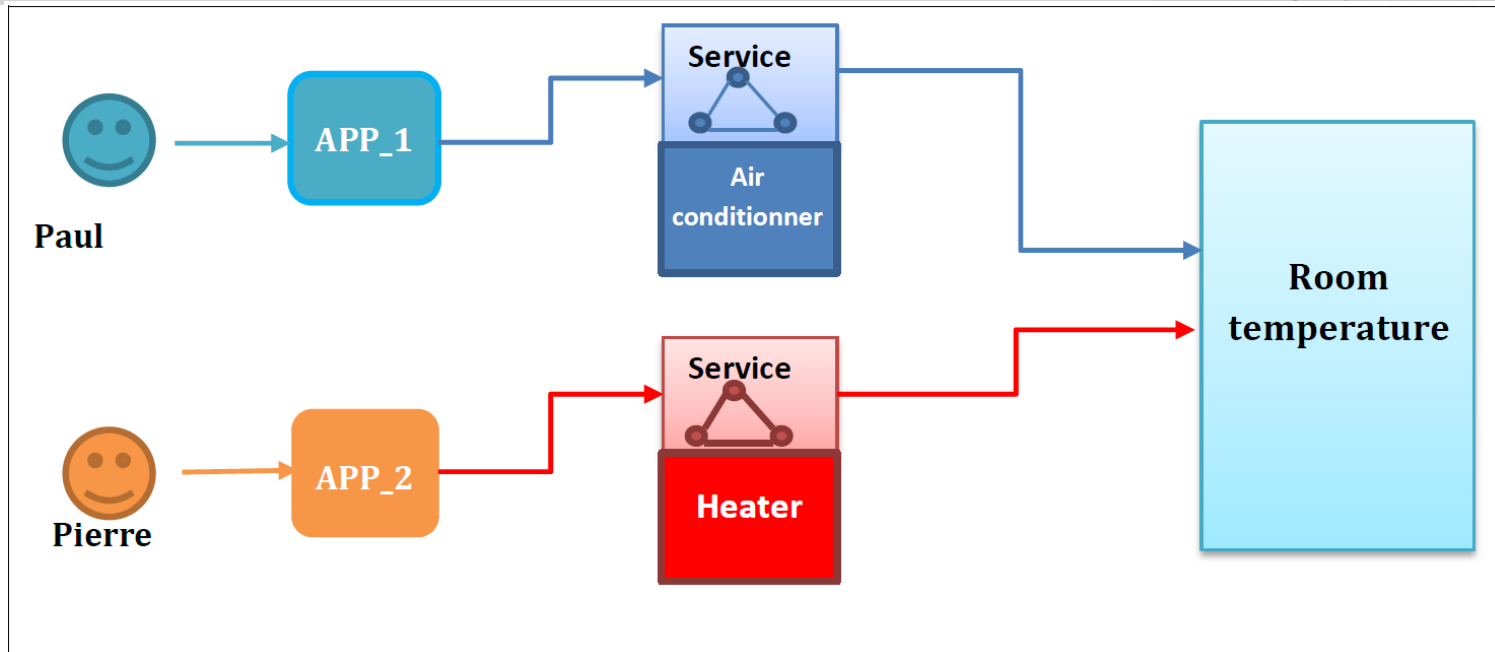 Service
APP_1
Air
conditionner
Paul
Room
temperature
Service
APP_2
Heater
Pierre